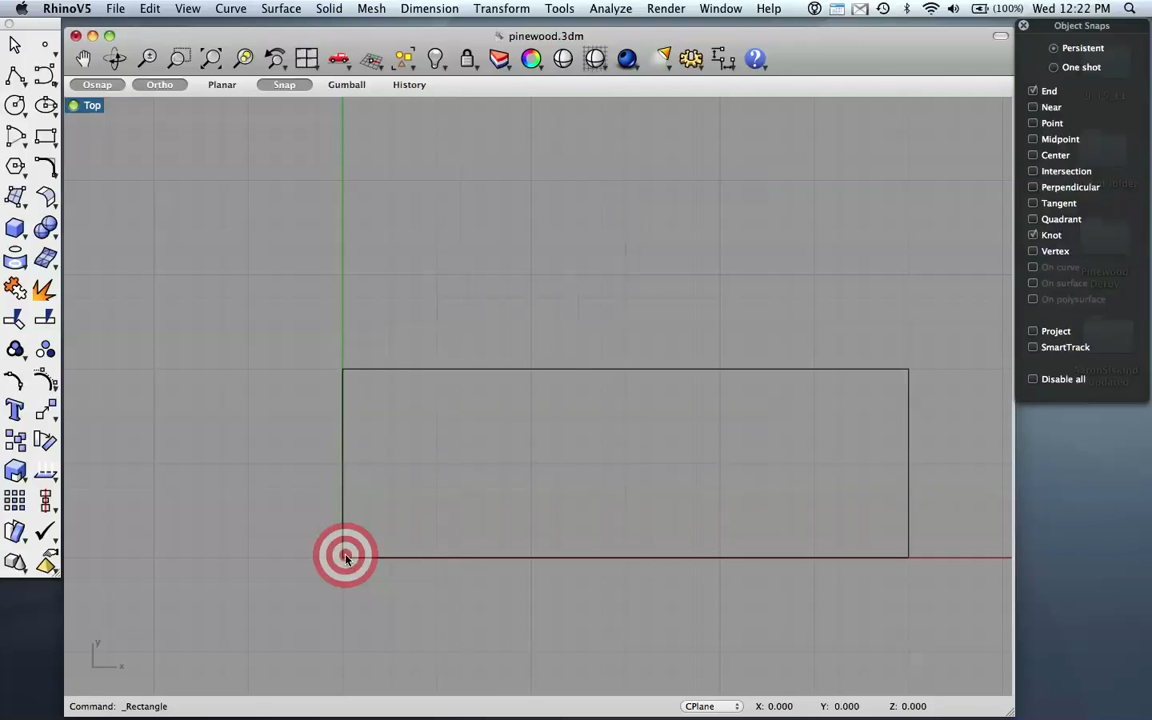 RhinoV5 File Edit View Curve Surface Solid Mesh Dimension Transform Tools Analyze Render Window Help (100%) Wed 12:22 PM
pinewood.3dm
Object Snaps
Persistent
One shot
Osnap Ortho Planar Snap Gumball History
Top
End
Near
Point
Midpoint
Center
Intersection
Perpendicular
Tangent
Quadrant
Knot
Vertex
On curve
On surface
On polysurface
Project
SmartTrack
Disable all
Pinewood
Derby
y
x
Command: _Rectangle CPlane X: 0.000 Y: 0.000 Z: 0.000